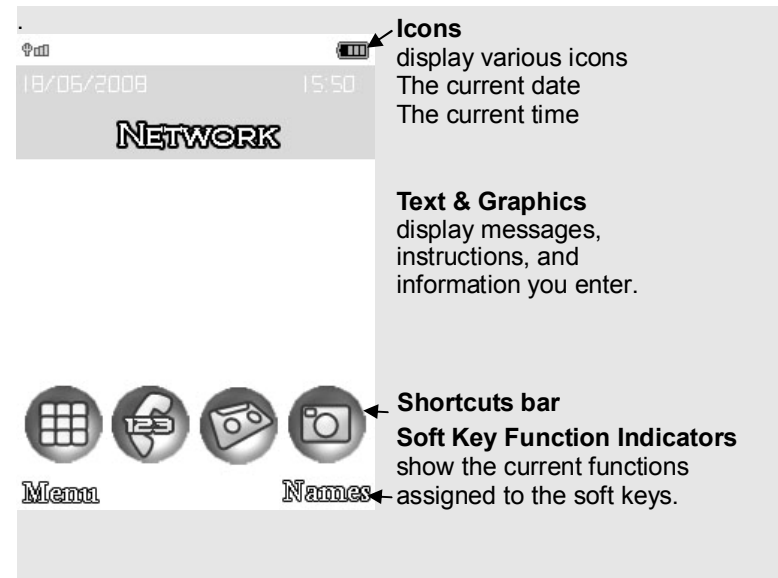 .
Icons
display various icons
18/06/2008 15:50
The current date
The current time
NETWORK
Text & Graphics
display messages,
instructions, and
information you enter.
123
Shortcuts bar
Soft Key Function Indicators
show the current functions
Menu Names
assigned to the soft keys.